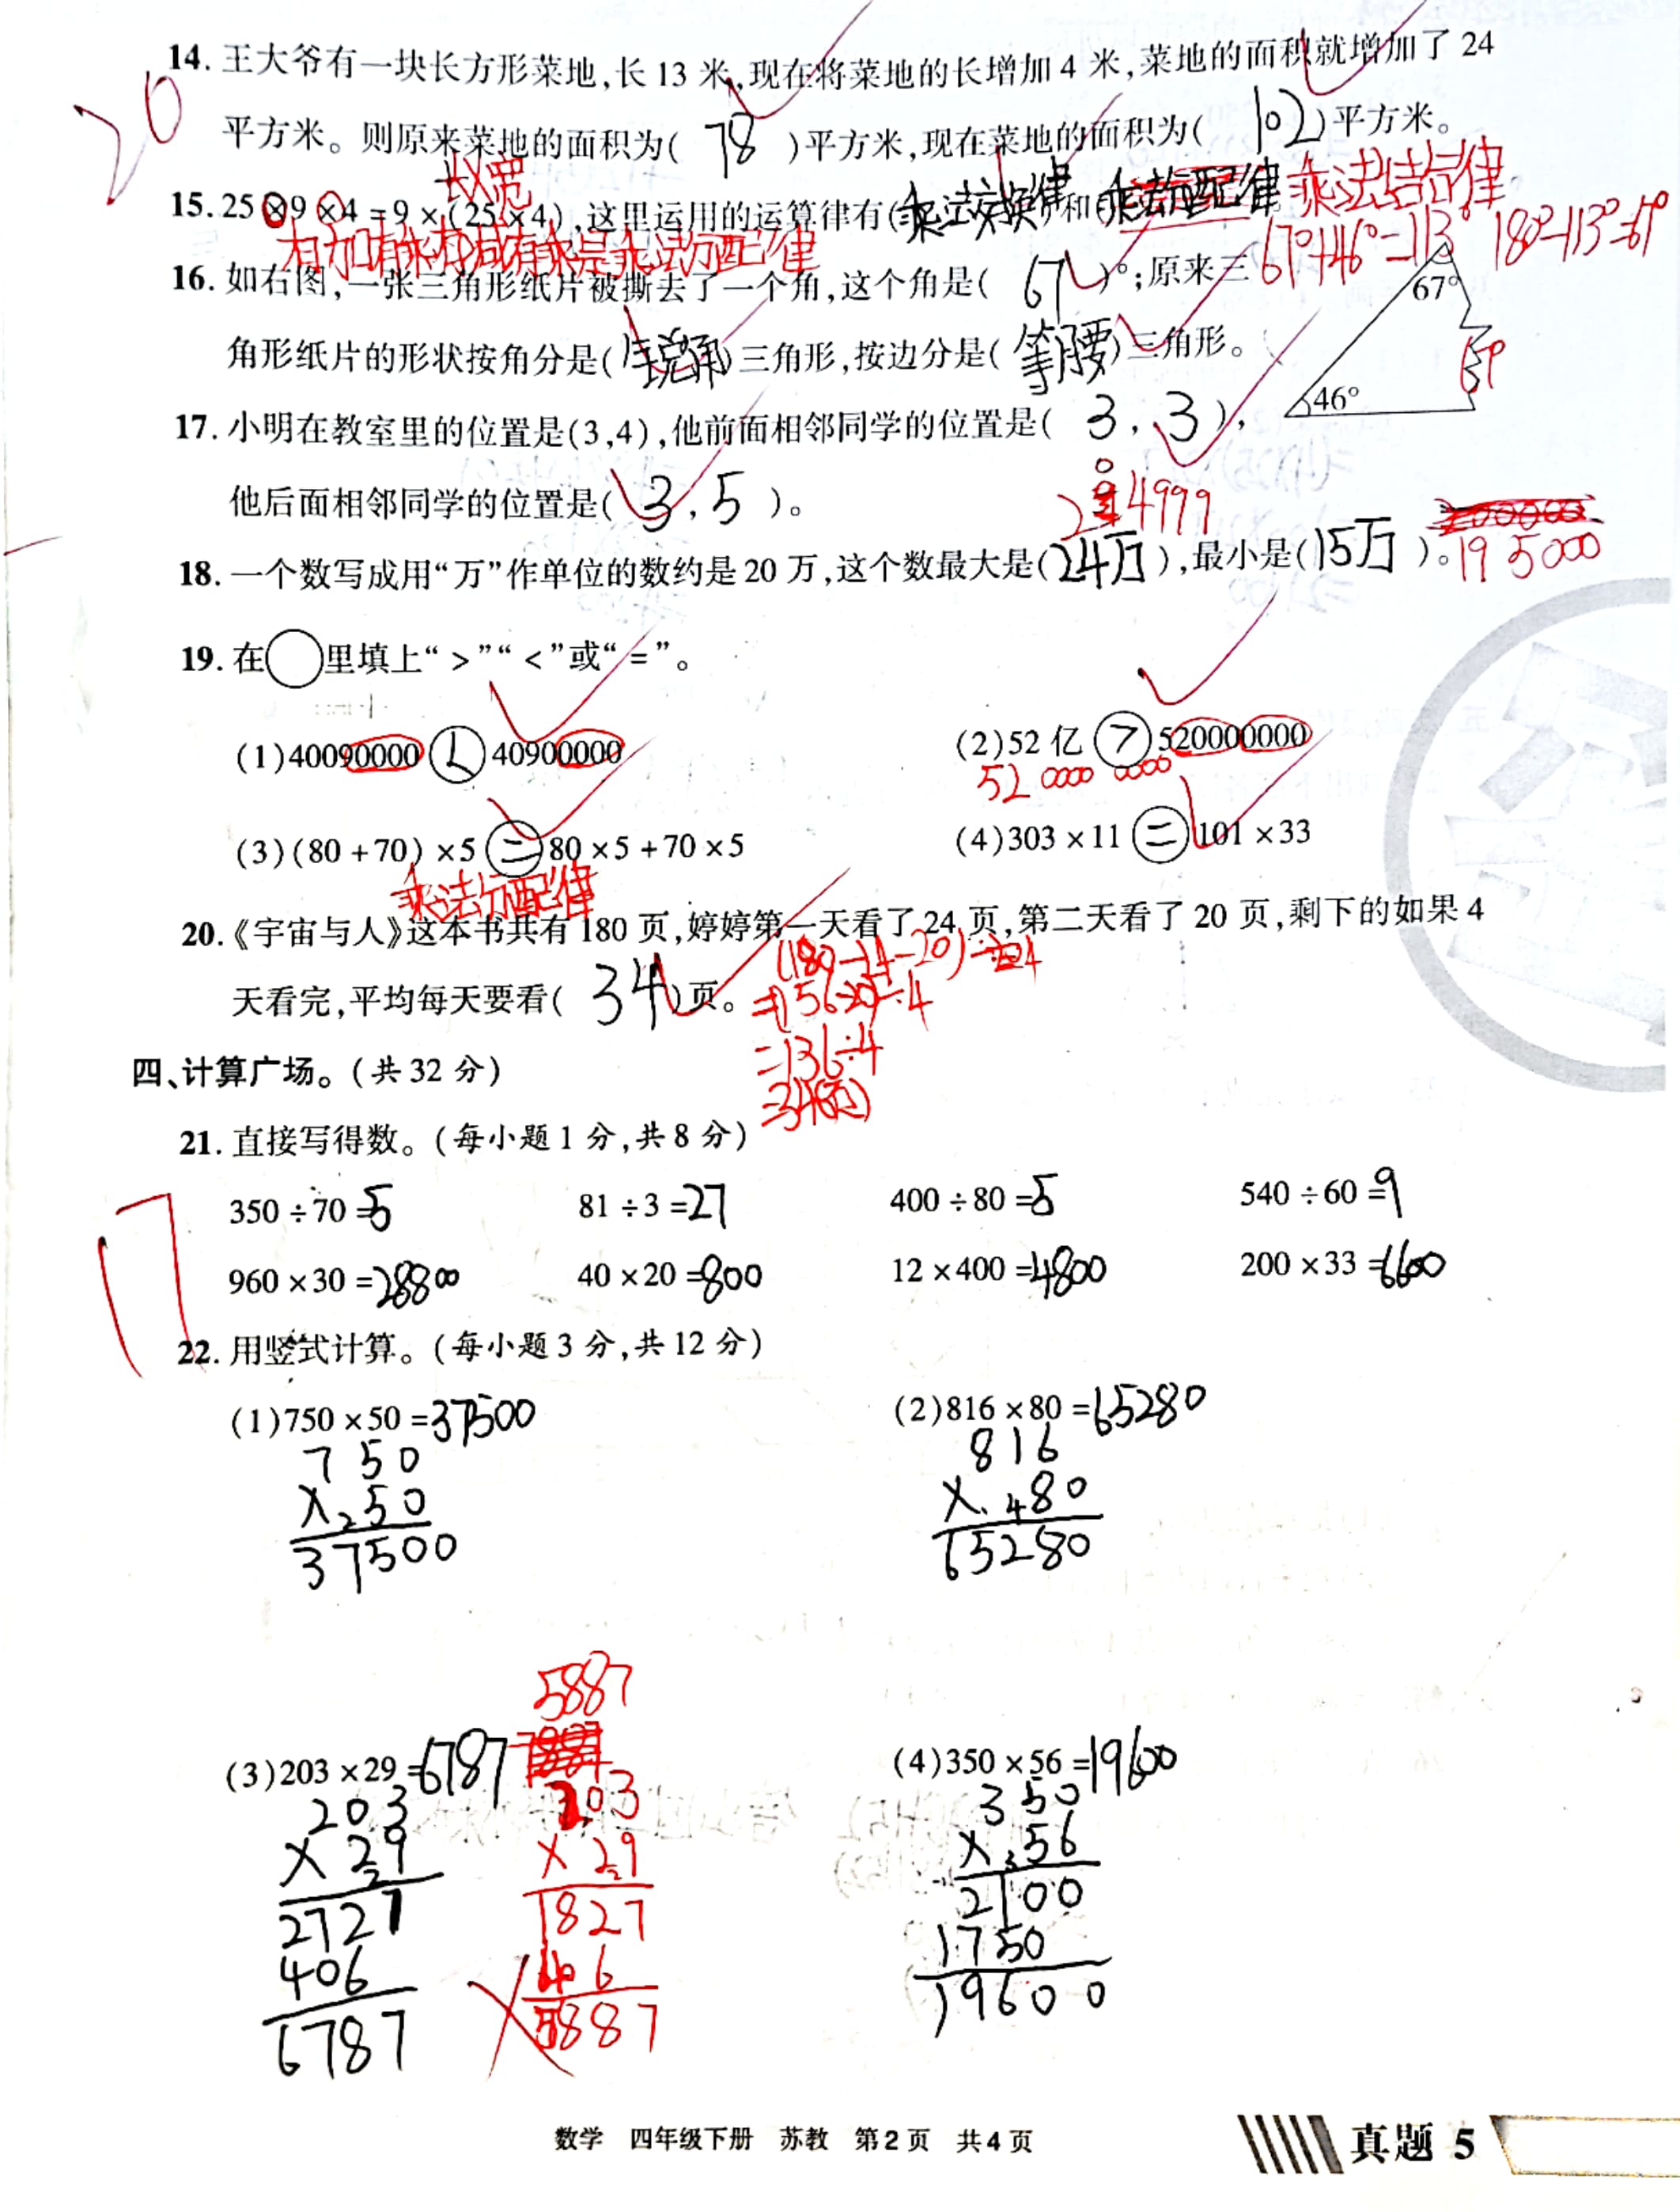 14. 王大爷有一块长方形菜地,长 13 米,现在将菜地的长增加 4 米,菜地的面积就增加了 24
20
平方米。则原来菜地的面积为( 78 )平方米,现在菜地的面积为( 102 )平方米。
长×宽
15. 25×9×4=9×(25×4),这里运用的运算律有(乘法交换律)和(乘法分配律 乘法结合律
有加有乘有减有乘是乘法分配律
67°+46°=113° 180°-113°=67°
16. 如右图,一张三角形纸片被撕去了一个角,这个角是( 67 )°;原来三
67°
角形纸片的形状按角分是( 锐角 )三角形,按边分是( 等腰 )三角形。
67°
46°
17. 小明在教室里的位置是(3,4),他前面相邻同学的位置是( 3,3 ),
他后面相邻同学的位置是( 3,5 )。
204999
18. 一个数写成用“万”作单位的数约是 20 万,这个数最大是( 24万 ),最小是( 15万 )。
195000
19. 在○里填上“>”“<”或“=”。
(1)40090000 < 40900000
(2)52 亿 > 520000000
52 0000 0000
(3)(80+70)×5 = 80×5+70×5
(4)303×11 = 101×33
乘法分配律
20.《宇宙与人》这本书共有 180 页,婷婷第一天看了 24 页,第二天看了 20 页,剩下的如果 4
天看完,平均每天要看( 34 )页。
=136÷4
四、计算广场。(共 32 分)
21. 直接写得数。(每小题 1 分,共 8 分)
350÷70=5 81÷3=27 400÷80=5 540÷60=9
17
960×30=28800 40×20=800 12×400=4800 200×33=6600
22. 用竖式计算。(每小题 3 分,共 12 分)
(1)750×50=37500
(2)816×80=65280
750
×250
37500
816
×480
65280
5887
(3)203×29=6787
(4)350×56=19600
203
×29
2727
406
6787
203
×29
1827
406
5887
350
×56
2100
1750
19600
数学 四年级下册 苏教 第2页 共4页
真题 5